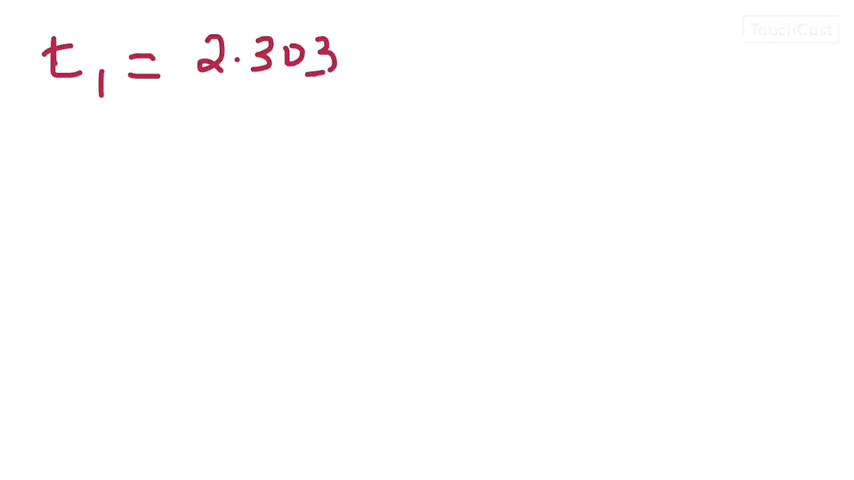 TouchCast
t₁ = 2.303